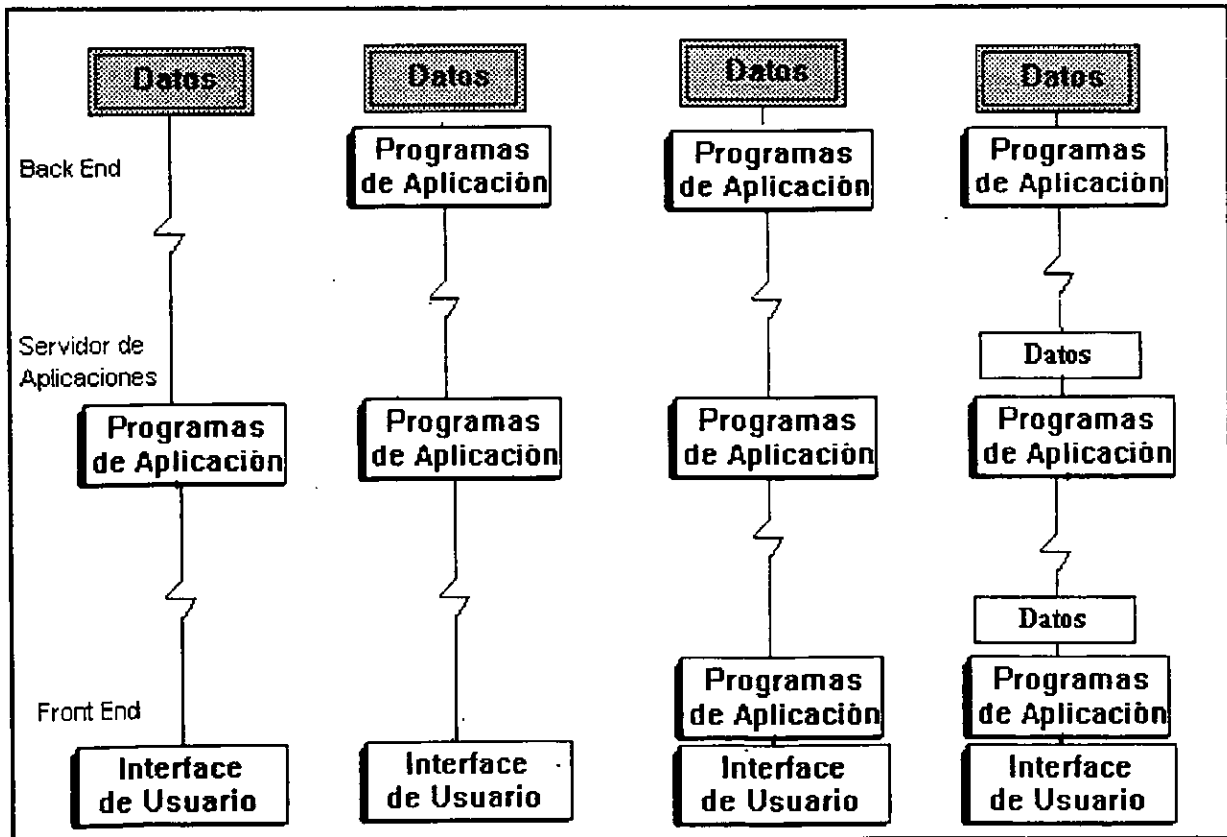 Datos
Datos
Datos
Datos
Back End
Programas
de Aplicación
Programas
de Aplicación
Programas
de Aplicación
Servidor de
Aplicaciones
Datos
Programas
de Aplicación
Programas
de Aplicación
Programas
de Aplicación
Programas
de Aplicación
Datos
Front End
Programas
de Aplicación
Programas
de Aplicación
Interface
de Usuario
Interface
de Usuario
Interface
de Usuario
Interface
de Usuario